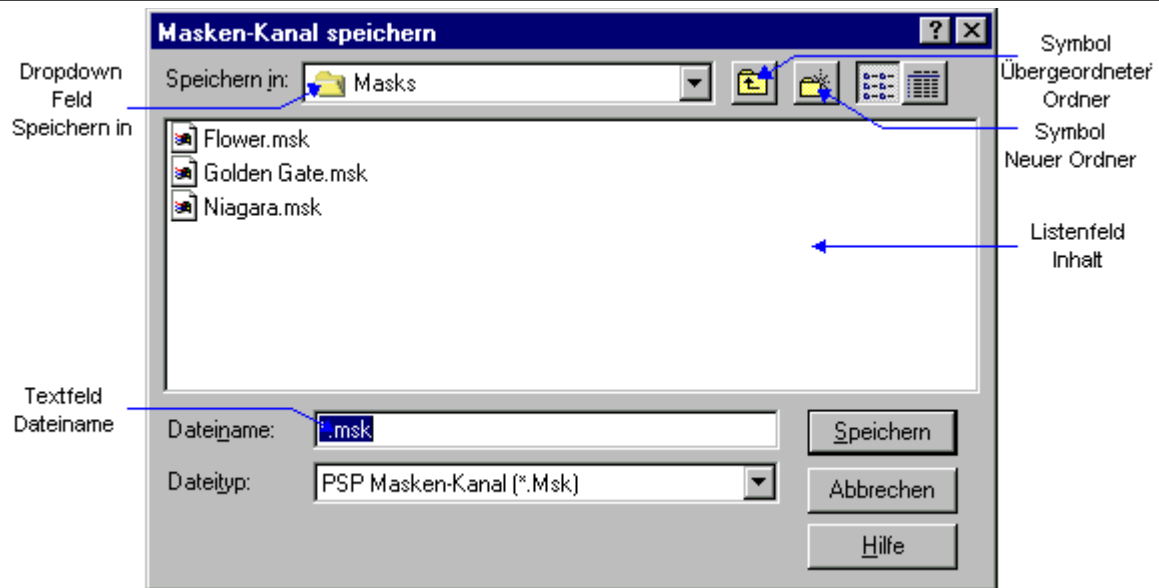 Masken-Kanal speichern
Dropdown
Feld
Speichern in
Speichern in:
Masks
Symbol
Übergeordneter
Ordner
Symbol
Neuer Ordner
Flower.msk
Golden Gate.msk
Niagara.msk
Listenfeld
Inhalt
Textfeld
Dateiname
Dateiname:
*.msk
Speichern
Dateityp:
PSP Masken-Kanal (*.Msk)
Abbrechen
Hilfe